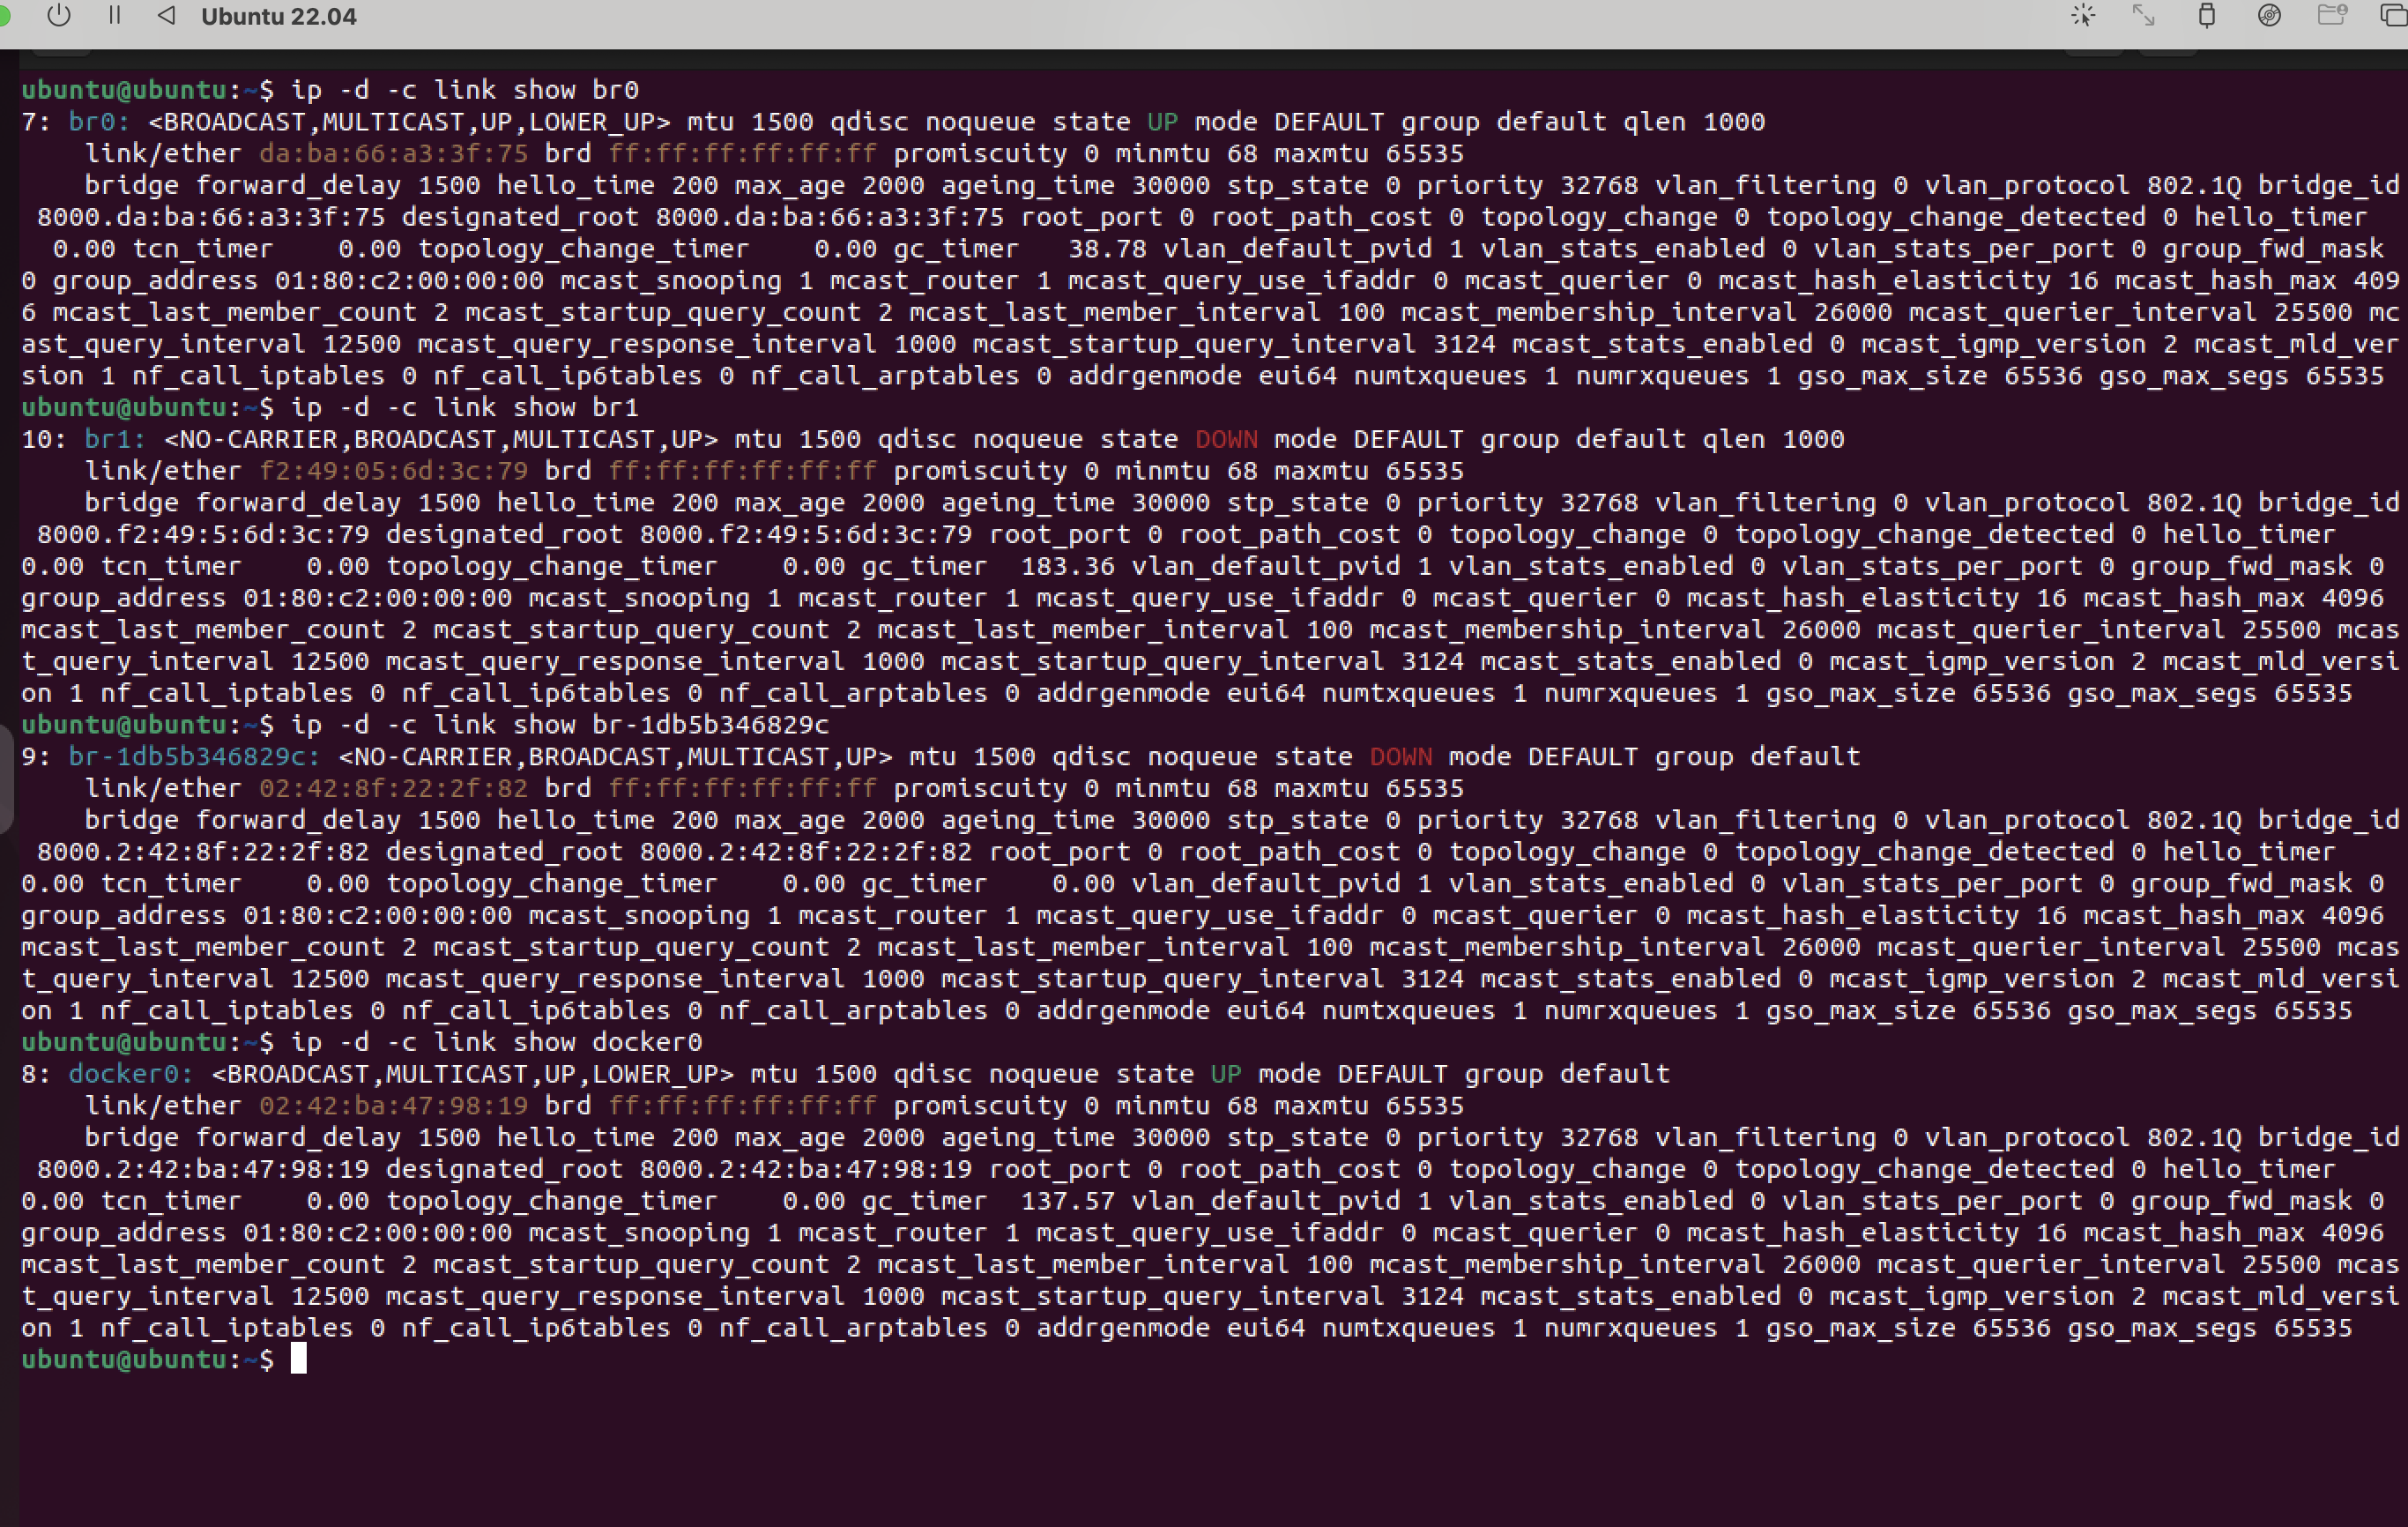 Ubuntu 22.04
ubuntu@ubuntu:~$ ip -d -c link show br0
7: br0: <BROADCAST,MULTICAST,UP,LOWER_UP> mtu 1500 qdisc noqueue state UP mode DEFAULT group default qlen 1000
    link/ether da:ba:66:a3:3f:75 brd ff:ff:ff:ff:ff:ff promiscuity 0 minmtu 68 maxmtu 65535
    bridge forward_delay 1500 hello_time 200 max_age 2000 ageing_time 30000 stp_state 0 priority 32768 vlan_filtering 0 vlan_protocol 802.1Q bridge_id
 8000.da:ba:66:a3:3f:75 designated_root 8000.da:ba:66:a3:3f:75 root_port 0 root_path_cost 0 topology_change 0 topology_change_detected 0 hello_timer
  0.00 tcn_timer    0.00 topology_change_timer    0.00 gc_timer   38.78 vlan_default_pvid 1 vlan_stats_enabled 0 vlan_stats_per_port 0 group_fwd_mask
0 group_address 01:80:c2:00:00:00 mcast_snooping 1 mcast_router 1 mcast_query_use_ifaddr 0 mcast_querier 0 mcast_hash_elasticity 16 mcast_hash_max 409
6 mcast_last_member_count 2 mcast_startup_query_count 2 mcast_last_member_interval 100 mcast_membership_interval 26000 mcast_querier_interval 25500 mc
ast_query_interval 12500 mcast_query_response_interval 1000 mcast_startup_query_interval 3124 mcast_stats_enabled 0 mcast_igmp_version 2 mcast_mld_ver
sion 1 nf_call_iptables 0 nf_call_ip6tables 0 nf_call_arptables 0 addrgenmode eui64 numtxqueues 1 numrxqueues 1 gso_max_size 65536 gso_max_segs 65535
ubuntu@ubuntu:~$ ip -d -c link show br1
10: br1: <NO-CARRIER,BROADCAST,MULTICAST,UP> mtu 1500 qdisc noqueue state DOWN mode DEFAULT group default qlen 1000
    link/ether f2:49:05:6d:3c:79 brd ff:ff:ff:ff:ff:ff promiscuity 0 minmtu 68 maxmtu 65535
    bridge forward_delay 1500 hello_time 200 max_age 2000 ageing_time 30000 stp_state 0 priority 32768 vlan_filtering 0 vlan_protocol 802.1Q bridge_id
 8000.f2:49:5:6d:3c:79 designated_root 8000.f2:49:5:6d:3c:79 root_port 0 root_path_cost 0 topology_change 0 topology_change_detected 0 hello_timer
0.00 tcn_timer    0.00 topology_change_timer    0.00 gc_timer  183.36 vlan_default_pvid 1 vlan_stats_enabled 0 vlan_stats_per_port 0 group_fwd_mask 0
group_address 01:80:c2:00:00:00 mcast_snooping 1 mcast_router 1 mcast_query_use_ifaddr 0 mcast_querier 0 mcast_hash_elasticity 16 mcast_hash_max 4096
mcast_last_member_count 2 mcast_startup_query_count 2 mcast_last_member_interval 100 mcast_membership_interval 26000 mcast_querier_interval 25500 mcas
t_query_interval 12500 mcast_query_response_interval 1000 mcast_startup_query_interval 3124 mcast_stats_enabled 0 mcast_igmp_version 2 mcast_mld_versi
on 1 nf_call_iptables 0 nf_call_ip6tables 0 nf_call_arptables 0 addrgenmode eui64 numtxqueues 1 numrxqueues 1 gso_max_size 65536 gso_max_segs 65535
ubuntu@ubuntu:~$ ip -d -c link show br-1db5b346829c
9: br-1db5b346829c: <NO-CARRIER,BROADCAST,MULTICAST,UP> mtu 1500 qdisc noqueue state DOWN mode DEFAULT group default
    link/ether 02:42:8f:22:2f:82 brd ff:ff:ff:ff:ff:ff promiscuity 0 minmtu 68 maxmtu 65535
    bridge forward_delay 1500 hello_time 200 max_age 2000 ageing_time 30000 stp_state 0 priority 32768 vlan_filtering 0 vlan_protocol 802.1Q bridge_id
 8000.2:42:8f:22:2f:82 designated_root 8000.2:42:8f:22:2f:82 root_port 0 root_path_cost 0 topology_change 0 topology_change_detected 0 hello_timer
0.00 tcn_timer    0.00 topology_change_timer    0.00 gc_timer    0.00 vlan_default_pvid 1 vlan_stats_enabled 0 vlan_stats_per_port 0 group_fwd_mask 0
group_address 01:80:c2:00:00:00 mcast_snooping 1 mcast_router 1 mcast_query_use_ifaddr 0 mcast_querier 0 mcast_hash_elasticity 16 mcast_hash_max 4096
mcast_last_member_count 2 mcast_startup_query_count 2 mcast_last_member_interval 100 mcast_membership_interval 26000 mcast_querier_interval 25500 mcas
t_query_interval 12500 mcast_query_response_interval 1000 mcast_startup_query_interval 3124 mcast_stats_enabled 0 mcast_igmp_version 2 mcast_mld_versi
on 1 nf_call_iptables 0 nf_call_ip6tables 0 nf_call_arptables 0 addrgenmode eui64 numtxqueues 1 numrxqueues 1 gso_max_size 65536 gso_max_segs 65535
ubuntu@ubuntu:~$ ip -d -c link show docker0
8: docker0: <BROADCAST,MULTICAST,UP,LOWER_UP> mtu 1500 qdisc noqueue state UP mode DEFAULT group default
    link/ether 02:42:ba:47:98:19 brd ff:ff:ff:ff:ff:ff promiscuity 0 minmtu 68 maxmtu 65535
    bridge forward_delay 1500 hello_time 200 max_age 2000 ageing_time 30000 stp_state 0 priority 32768 vlan_filtering 0 vlan_protocol 802.1Q bridge_id
 8000.2:42:ba:47:98:19 designated_root 8000.2:42:ba:47:98:19 root_port 0 root_path_cost 0 topology_change 0 topology_change_detected 0 hello_timer
0.00 tcn_timer    0.00 topology_change_timer    0.00 gc_timer  137.57 vlan_default_pvid 1 vlan_stats_enabled 0 vlan_stats_per_port 0 group_fwd_mask 0
group_address 01:80:c2:00:00:00 mcast_snooping 1 mcast_router 1 mcast_query_use_ifaddr 0 mcast_querier 0 mcast_hash_elasticity 16 mcast_hash_max 4096
mcast_last_member_count 2 mcast_startup_query_count 2 mcast_last_member_interval 100 mcast_membership_interval 26000 mcast_querier_interval 25500 mcas
t_query_interval 12500 mcast_query_response_interval 1000 mcast_startup_query_interval 3124 mcast_stats_enabled 0 mcast_igmp_version 2 mcast_mld_versi
on 1 nf_call_iptables 0 nf_call_ip6tables 0 nf_call_arptables 0 addrgenmode eui64 numtxqueues 1 numrxqueues 1 gso_max_size 65536 gso_max_segs 65535
ubuntu@ubuntu:~$